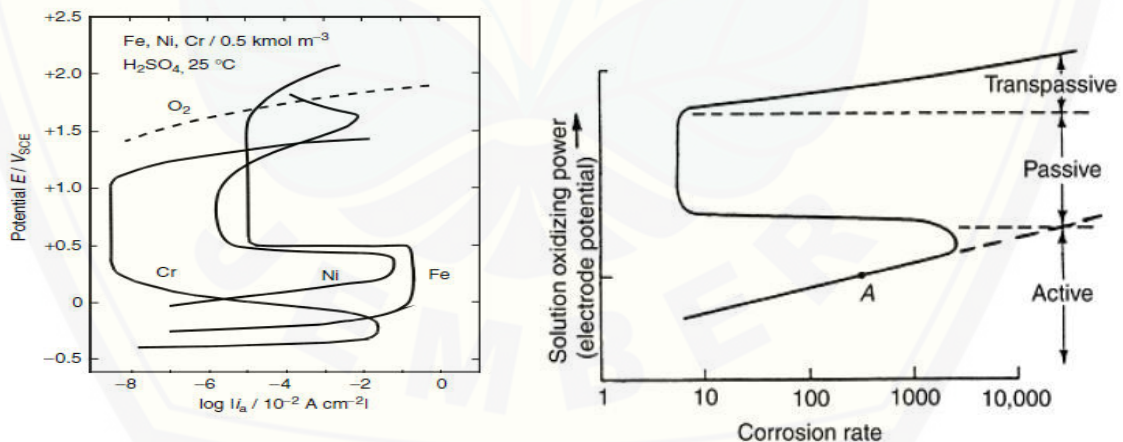 +2.5
+2.0
+1.5
+1.0
+0.5
0
−0.5
Potential E / V_SCE
Fe, Ni, Cr / 0.5 kmol m⁻³
H₂SO₄, 25 °C
O₂
Cr
Ni
Fe
−8
−6
−4
−2
0
log |iₐ / 10⁻² A cm⁻²|
Solution oxidizing power
(electrode potential)
Transpassive
Passive
Active
A
1
10
100
1000
10,000
Corrosion rate
JEMBER